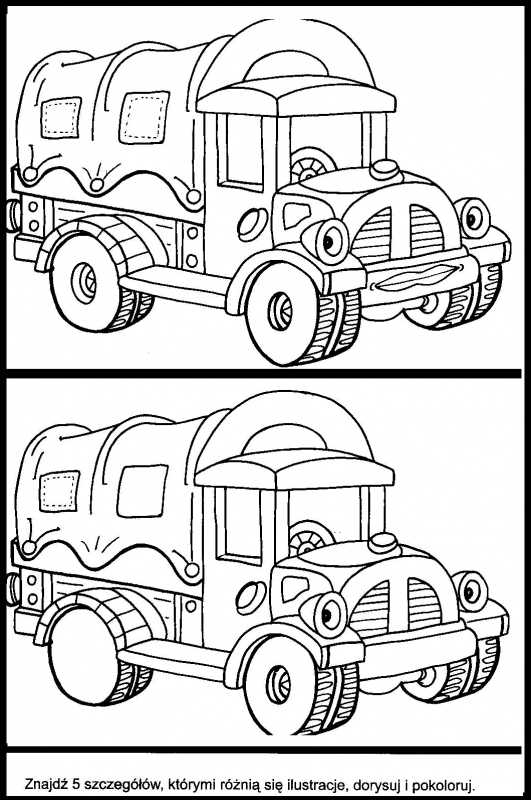 Znajdź 5 szczegółów, którymi różnią się ilustracje, dorysuj i pokoloruj.